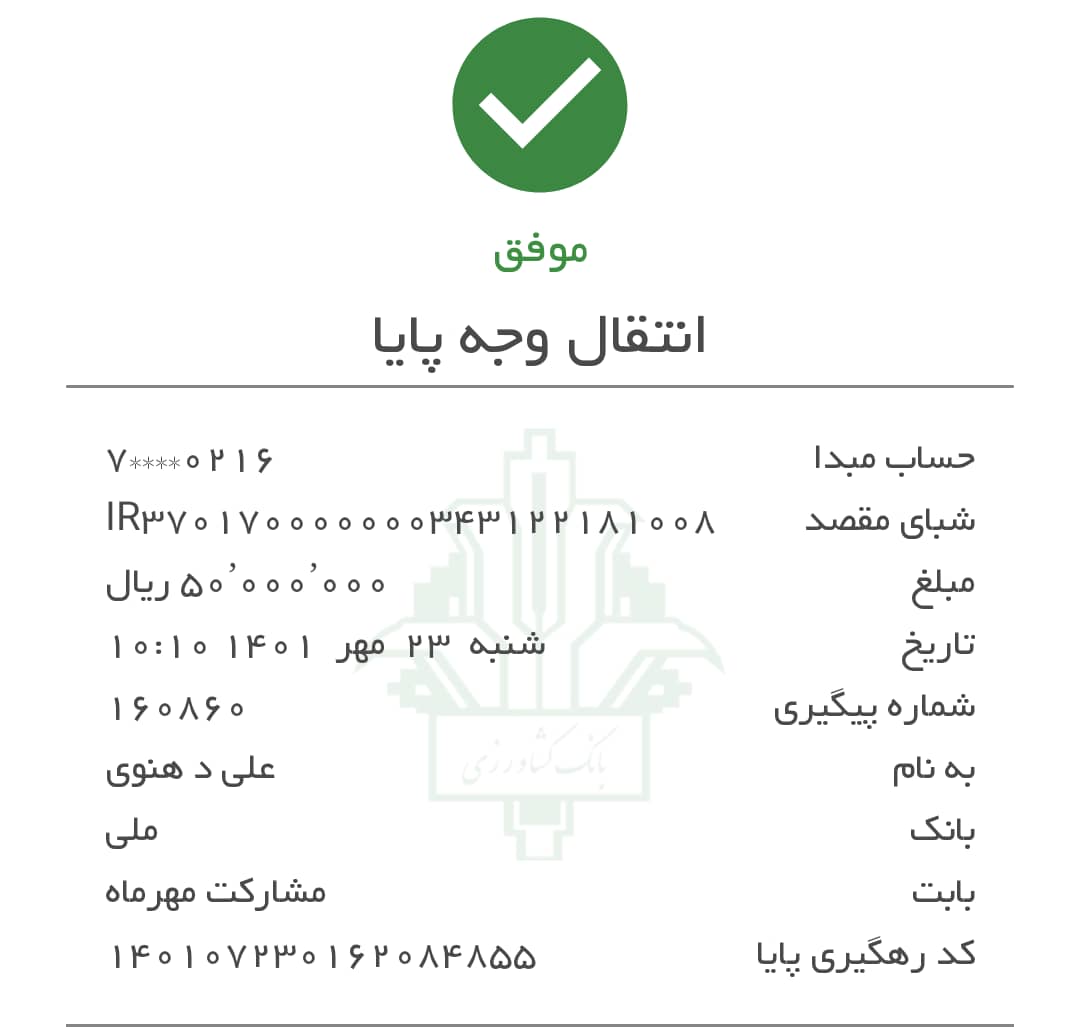 موفق
انتقال وجه پایا
حساب مبدا ۷****۰۲۱۶
شبای مقصد IR۳۷۰۱۷۰۰۰۰۰۰۰۳۴۳۱۲۲۱۸۱۰۰۸
مبلغ ۵۰٬۰۰۰٬۰۰۰ ریال
تاریخ شنبه ۲۳ مهر ۱۴۰۱ ۱۰:۱۰
شماره پیگیری ۱۶۰۸۶۰
به نام علی د هنوی
بانک ملی
بانک کشاورزی
بابت مشارکت مهرماه
کد رهگیری پایا ۱۴۰۱۰۷۲۳۰۱۶۲۰۸۴۸۵۵